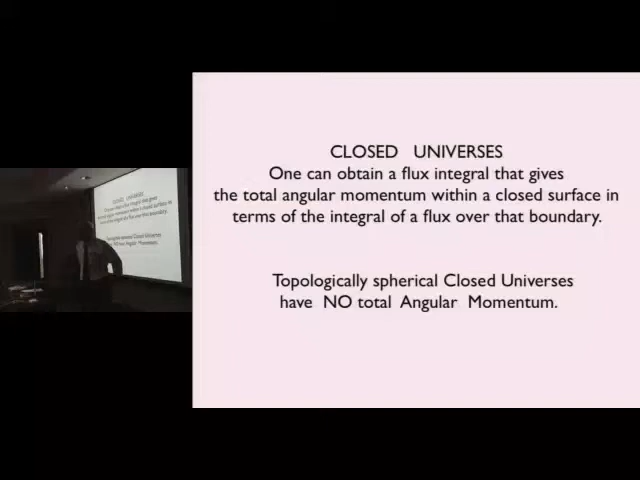 CLOSED UNIVERSES
One can obtain a flux integral that gives
the total angular momentum within a closed surface in
terms of the integral of a flux over that boundary.
Topologically spherical Closed Universes
have NO total Angular Momentum.